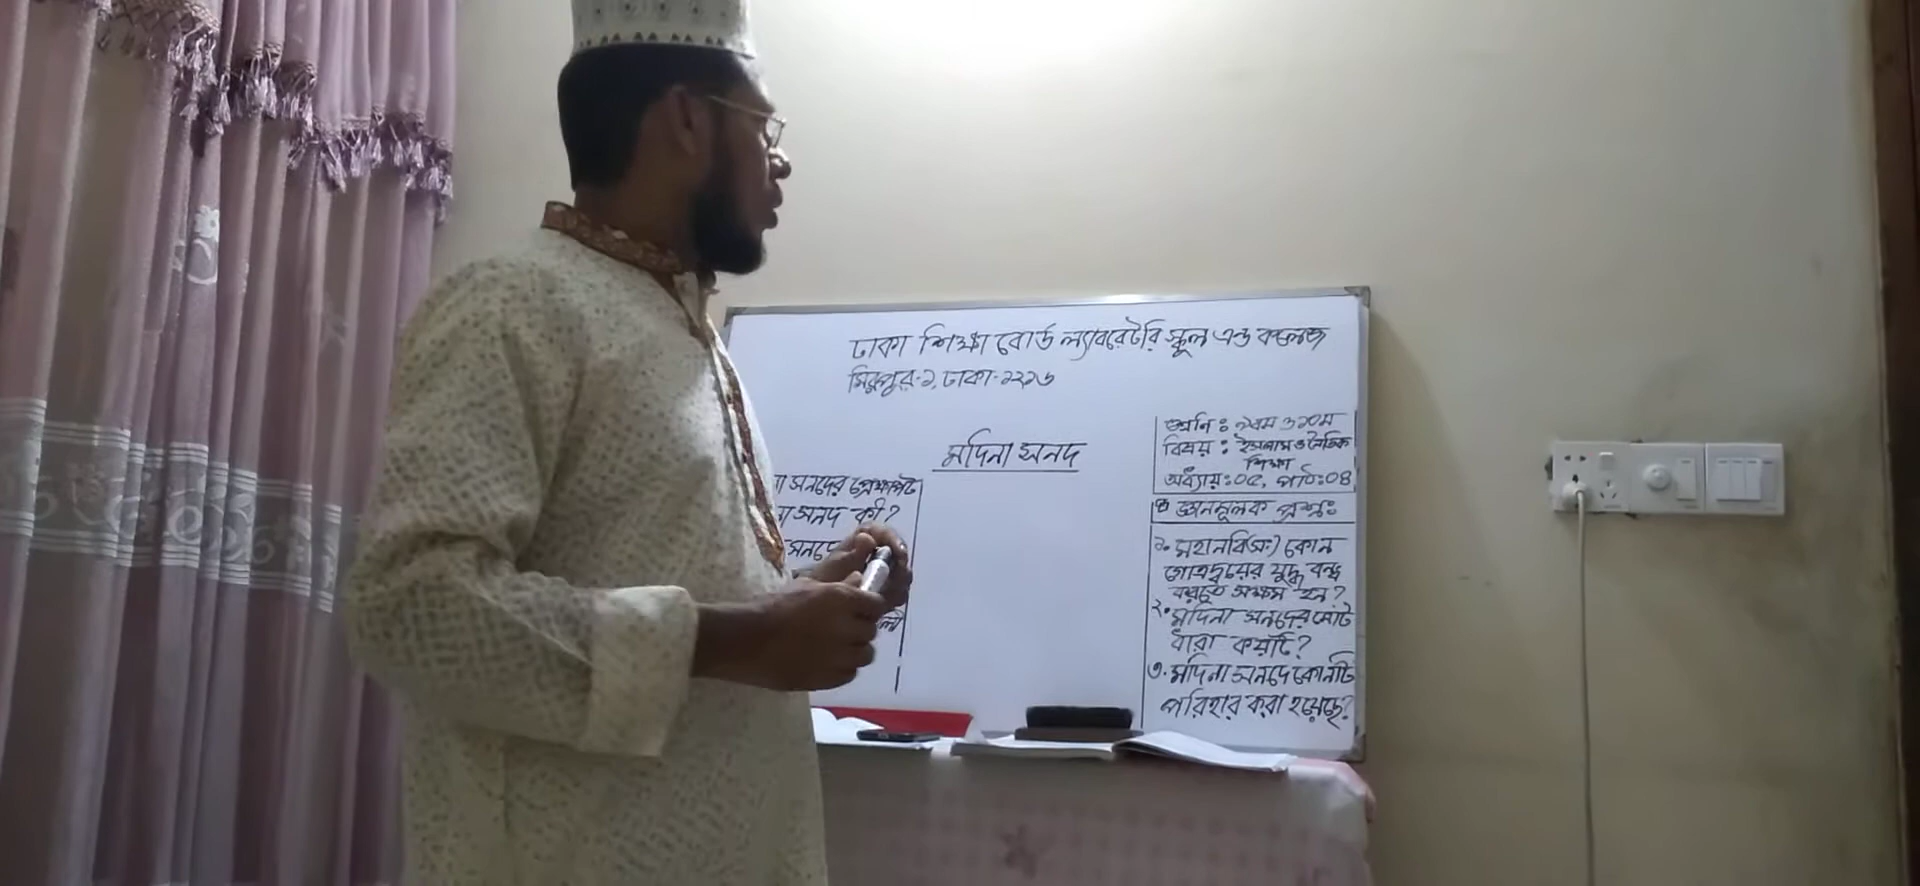 ঢাকা শিক্ষা বোর্ড ল্যাবরেটরি স্কুল এন্ড কলেজ
মিরপুর-১, ঢাকা-১২১৬
মদিনা সনদ
সনদের প্রেক্ষাপট
সনদ কী?
শ্রেণি: ৯ম ও ১০ম
বিষয়: ইসলাম ও নৈতিক
শিক্ষা
অধ্যায়: ০৫, পাঠ: ০৪
জ্ঞানমূলক প্রশ্ন:
১. মহানবি (সঃ) কোন
গোত্রদ্বয়ের যুদ্ধ বন্ধ
করতে সক্ষম হন?
২. মদিনা সনদের মোট
ধারা কয়টি?
৩. মদিনা সনদে কোনটি
পরিহার করা হয়েছে?